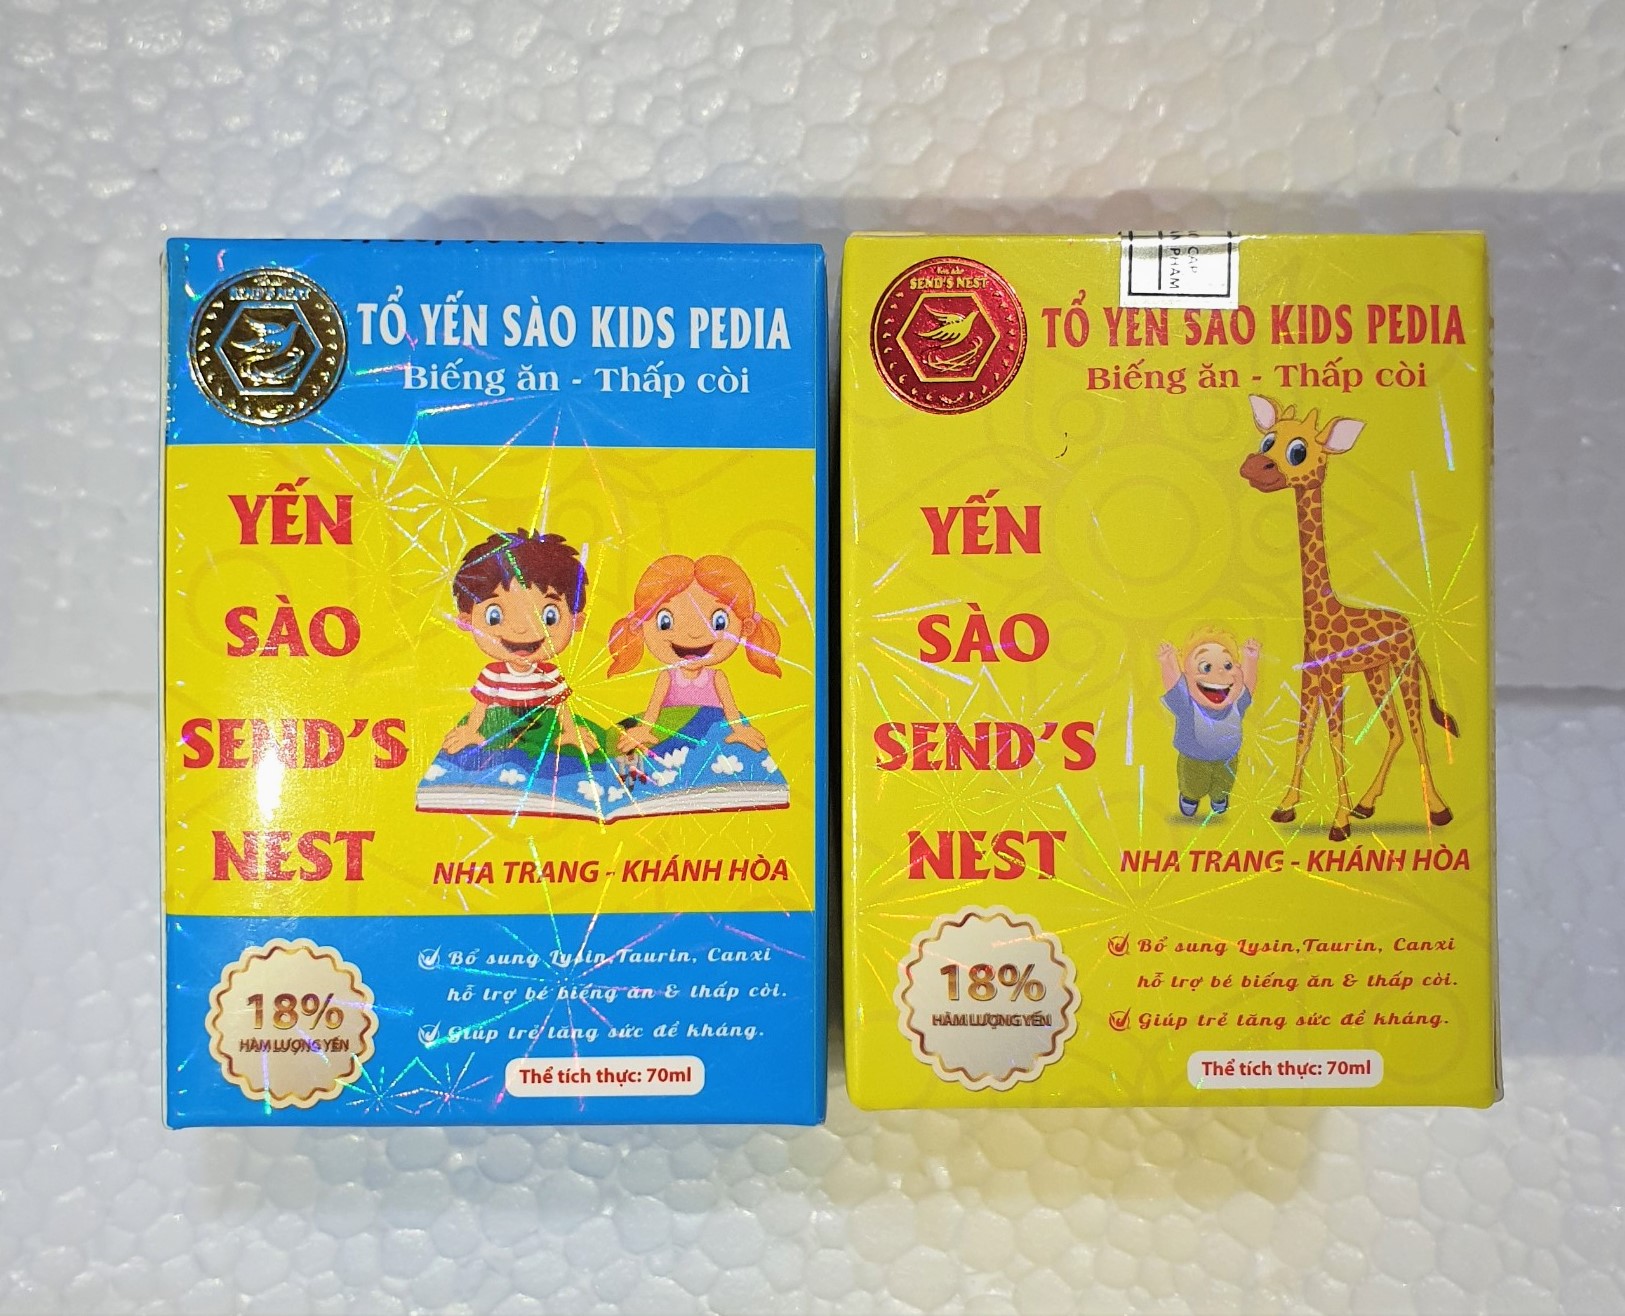 SEND'S NEST
TỔ YẾN SÀO KIDS PEDIA
Biếng ăn - Thấp còi
YẾN
SÀO
SEND'S
NEST
NHA TRANG - KHÁNH HÒA
18%
HÀM LƯỢNG YẾN
Bổ sung Lysin,Taurin, Canxi
hỗ trợ bé biếng ăn & thấp còi.
Giúp trẻ tăng sức đề kháng.
Thể tích thực: 70ml
CẤP
PHẨM
SEND'S NEST
TỔ YẾN SÀO KIDS PEDIA
Biếng ăn - Thấp còi
YẾN
SÀO
SEND'S
NEST
NHA TRANG - KHÁNH HÒA
18%
HÀM LƯỢNG YẾN
Bổ sung Lysin,Taurin, Canxi
hỗ trợ bé biếng ăn & thấp còi.
Giúp trẻ tăng sức đề kháng.
Thể tích thực: 70ml